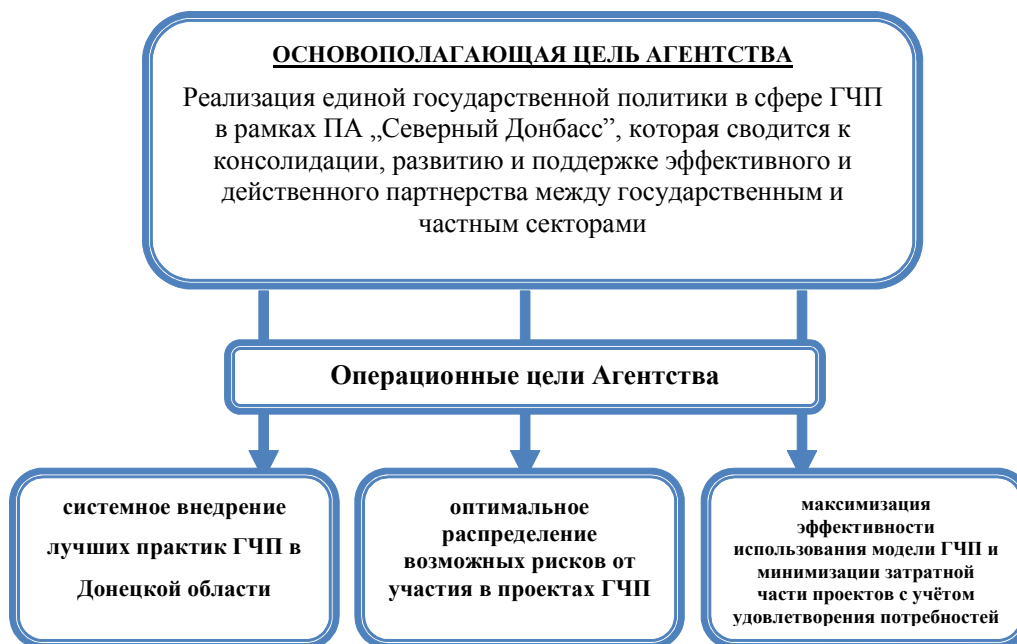 ОСНОВОПОЛАГАЮЩАЯ ЦЕЛЬ АГЕНТСТВА
Реализация единой государственной политики в сфере ГЧП
в рамках ПА „Северный Донбасс”, которая сводится к
консолидации, развитию и поддержке эффективного и
действенного партнерства между государственным и
частным секторами
Операционные цели Агентства
системное внедрение
лучших практик ГЧП в
Донецкой области
оптимальное
распределение
возможных рисков от
участия в проектах ГЧП
максимизация
эффективности
использования модели ГЧП и
минимизации затратной
части проектов с учётом
удовлетворения потребностей